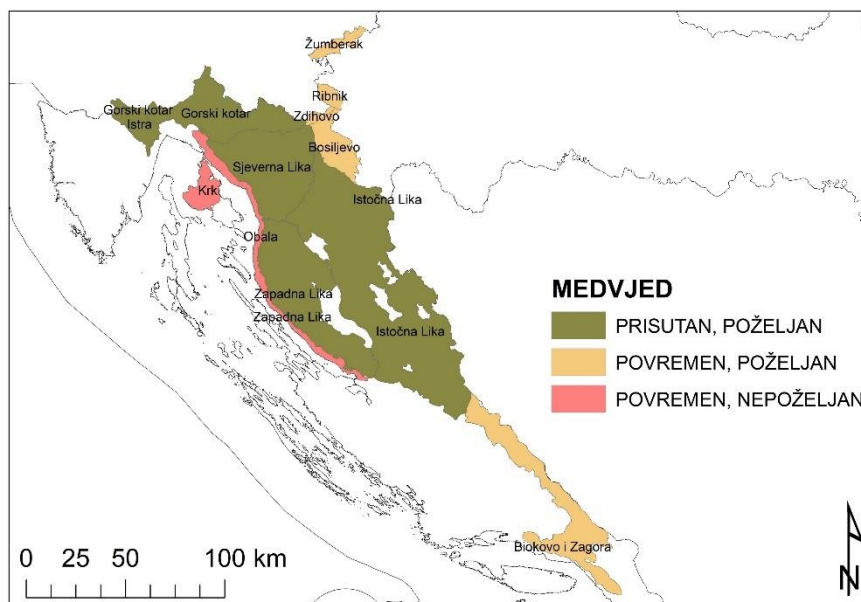 Žumberak
Ribnik
Zdihovo
Bosiljevo
Gorski kotar
Istra
Gorski kotar
Sjeverna Lika
Krk
Istočna Lika
Obala
Zapadna Lika
Zapadna Lika
Istočna Lika
MEDVJED
PRISUTAN, POŽELJAN
POVREMEN, POŽELJAN
POVREMEN, NEPOŽELJAN
Biokovo i Zagora
0 25 50 100 km
N